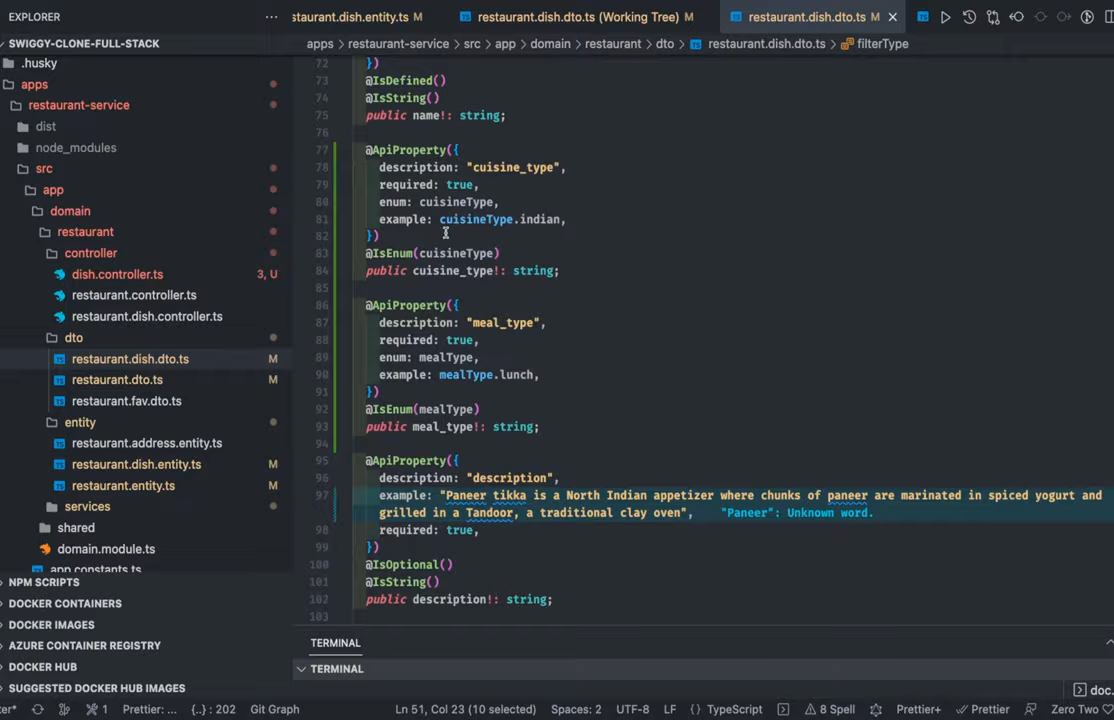 EXPLORER
SWIGGY-CLONE-FULL-STACK
.husky
apps
restaurant-service
dist
node_modules
src
app
domain
restaurant
controller
dish.controller.ts 3, U
restaurant.controller.ts
restaurant.dish.controller.ts
dto
restaurant.dish.dto.ts M
restaurant.dto.ts M
restaurant.fav.dto.ts
entity
restaurant.address.entity.ts
restaurant.dish.entity.ts M
restaurant.entity.ts M
services
shared
domain.module.ts
app.constants.ts
NPM SCRIPTS
DOCKER CONTAINERS
DOCKER IMAGES
AZURE CONTAINER REGISTRY
DOCKER HUB
SUGGESTED DOCKER HUB IMAGES
estaurant.dish.entity.ts M restaurant.dish.dto.ts (Working Tree) M restaurant.dish.dto.ts M
apps > restaurant-service > src > app > domain > restaurant > dto > restaurant.dish.dto.ts > filterType
72 })
73 @IsDefined()
74 @IsString()
75 public name!: string;
76
77 @ApiProperty({
78 description: "cuisine_type",
79 required: true,
80 enum: cuisineType,
81 example: cuisineType.indian,
82 })
83 @IsEnum(cuisineType)
84 public cuisine_type!: string;
85
86 @ApiProperty({
87 description: "meal_type",
88 required: true,
89 enum: mealType,
90 example: mealType.lunch,
91 })
92 @IsEnum(mealType)
93 public meal_type!: string;
94
95 @ApiProperty({
96 description: "description",
97 example: "Paneer tikka is a North Indian appetizer where chunks of paneer are marinated in spiced yogurt and
grilled in a Tandoor, a traditional clay oven", "Paneer": Unknown word.
98 required: true,
99 })
100 @IsOptional()
101 @IsString()
102 public description!: string;
103
TERMINAL
TERMINAL
doc.
ter* 1 Prettier: ... {..} : 202 Git Graph Ln 51, Col 23 (10 selected) Spaces: 2 UTF-8 LF TypeScript 8 Spell Prettier+ Prettier Zero Two